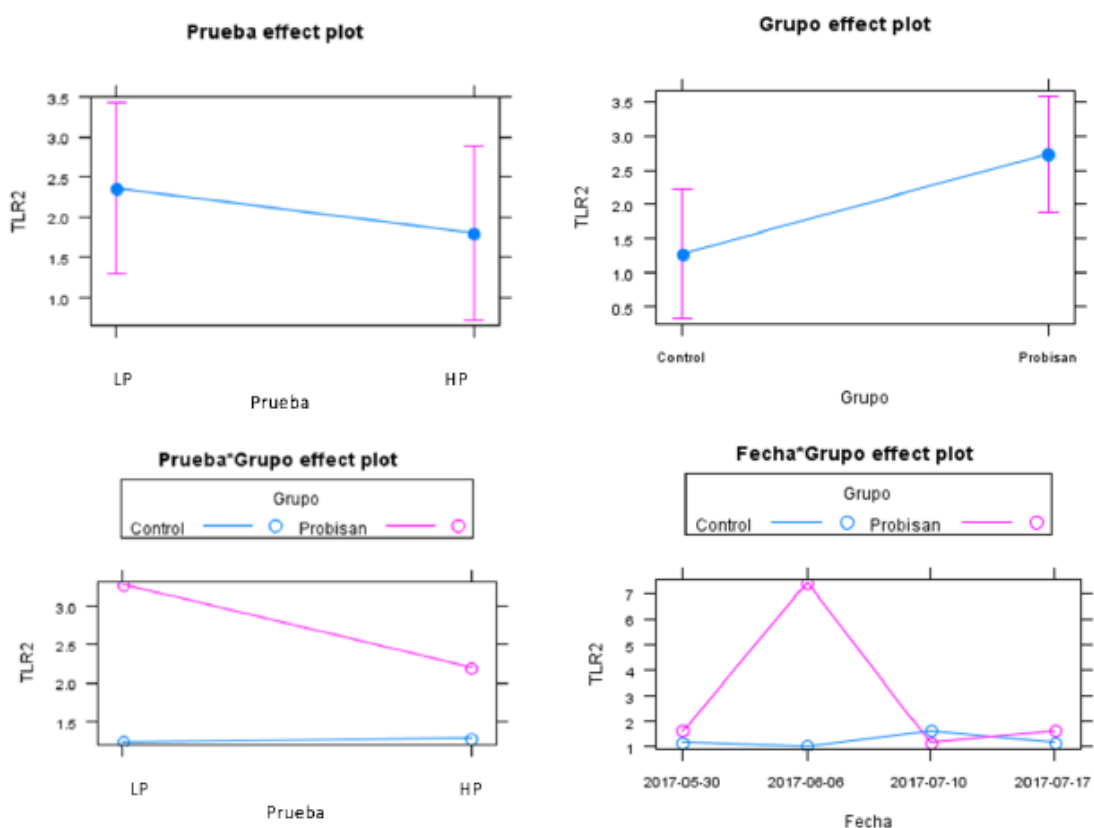 Prueba effect plot
3.5
3.0
2.5
2.0
1.5
1.0
TLR2
LP HP
Prueba
Grupo effect plot
3.5
3.0
2.5
2.0
1.5
1.0
0.5
TLR2
Control Probisan
Grupo
Prueba*Grupo effect plot
Grupo
Control Probisan
3.0
2.5
2.0
1.5
TLR2
LP HP
Prueba
Fecha*Grupo effect plot
Grupo
Control Probisan
7
6
5
4
3
2
1
TLR2
2017-05-30 2017-06-06 2017-07-10 2017-07-17
Fecha